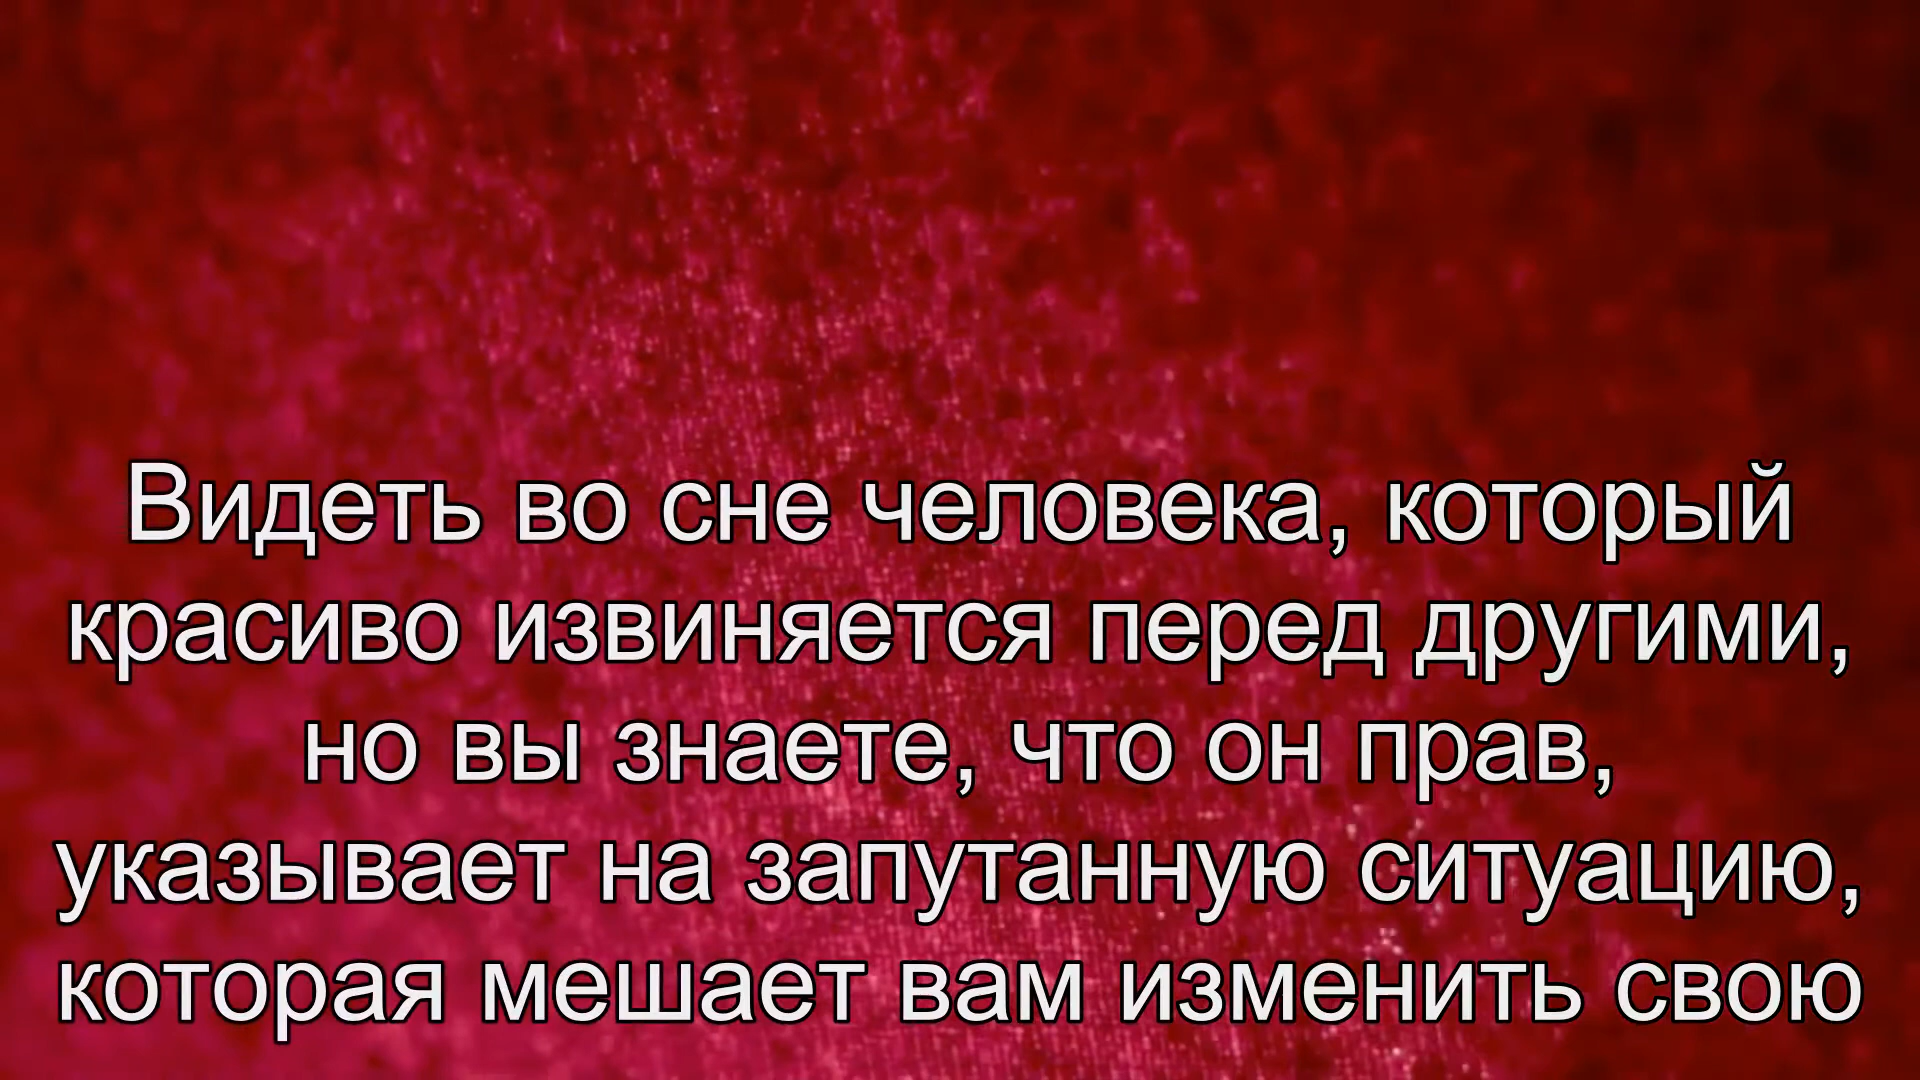 Видеть во сне человека, который
красиво извиняется перед другими,
но вы знаете, что он прав,
указывает на запутанную ситуацию,
которая мешает вам изменить свою